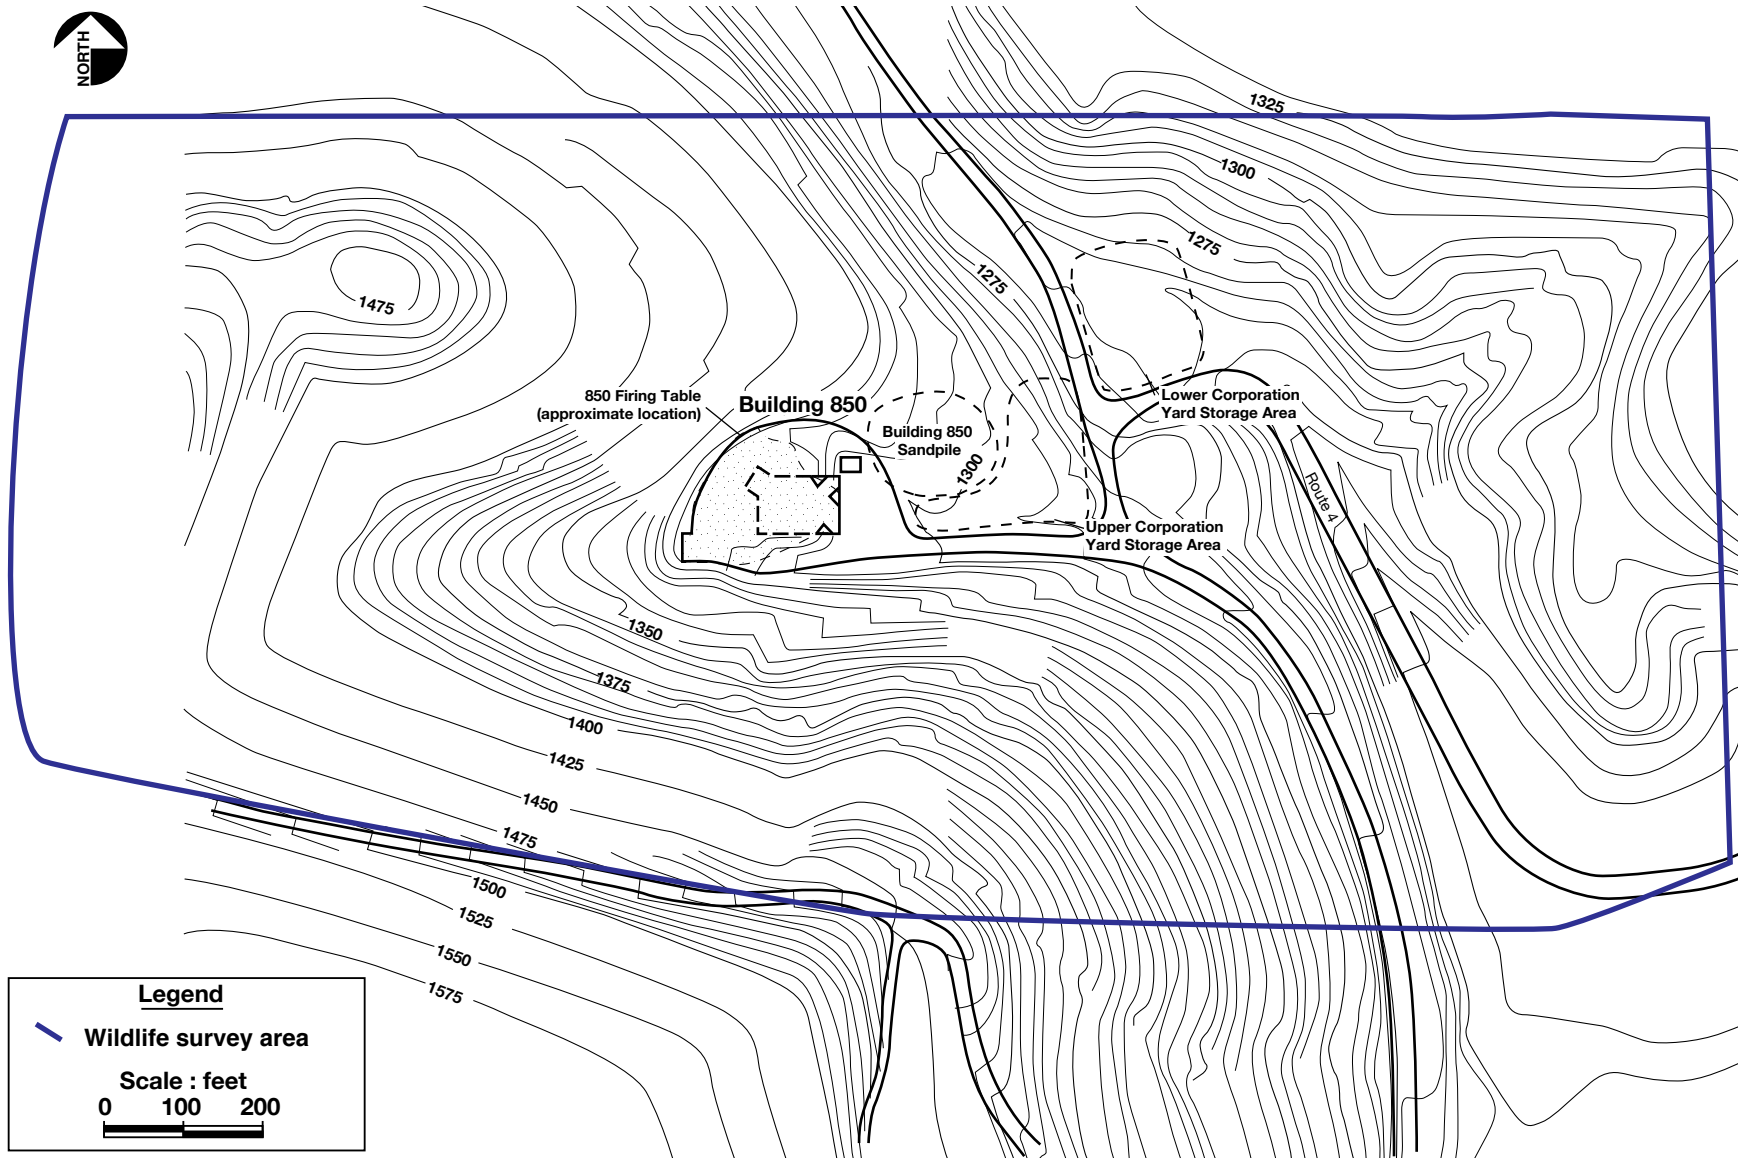 NORTH
1325
1300
1275
1275
1475
850 Firing Table
(approximate location)
Building 850
Lower Corporation
Yard Storage Area
Building 850
Sandpile
1300
Route 4
Upper Corporation
Yard Storage Area
1350
1375
1400
1425
1450
1475
1500
1525
1550
1575
Legend
Wildlife survey area
Scale : feet
0 100 200